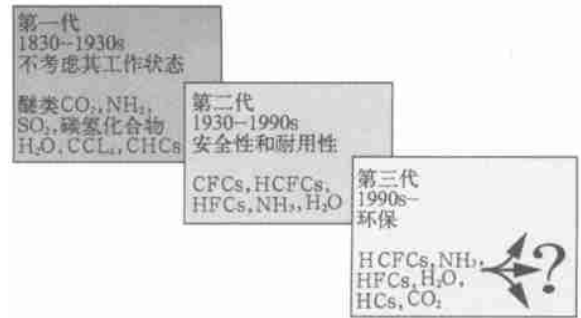 第一代
1830--1930s
不考虑其工作状态
醚类CO₂,NH₃,
SO₂,碳氢化合物
H₂O,CCL₄,CHCs
第二代
1930-1990s
安全性和耐用性
CFCs,HCFCs,
HFCs,NH₃,H₂O
第三代
1990s-
环保
HCFCs,NH₃,
HFCs,H₂O,
HCs,CO₂
?